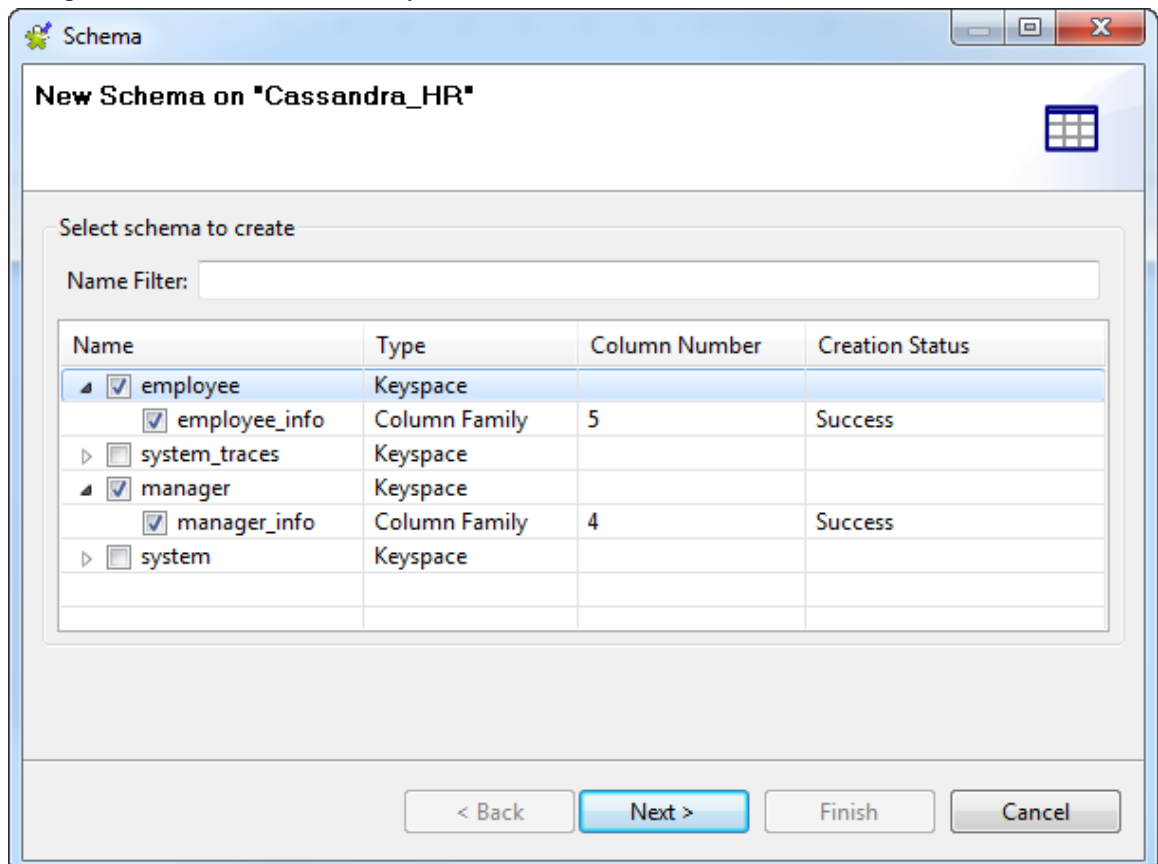 Schema
New Schema on "Cassandra_HR"
Select schema to create
Name Filter:
Name Type Column Number Creation Status
employee Keyspace
employee_info Column Family 5 Success
system_traces Keyspace
manager Keyspace
manager_info Column Family 4 Success
system Keyspace
< Back Next > Finish Cancel